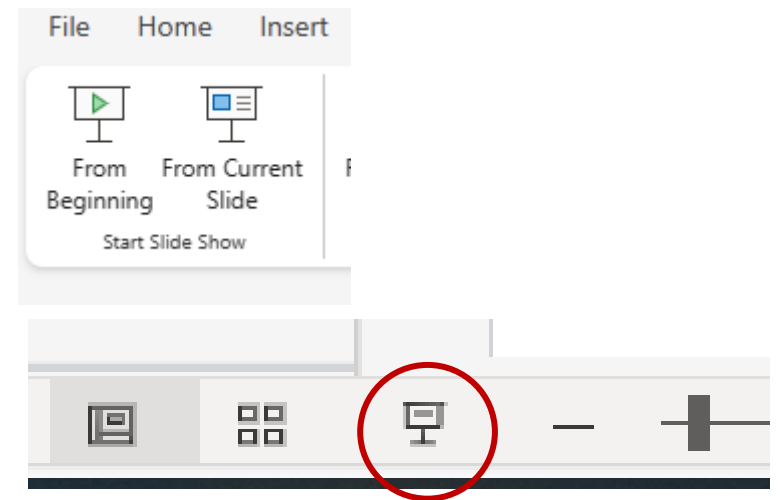 File Home Insert
From From Current
Beginning Slide
Start Slide Show